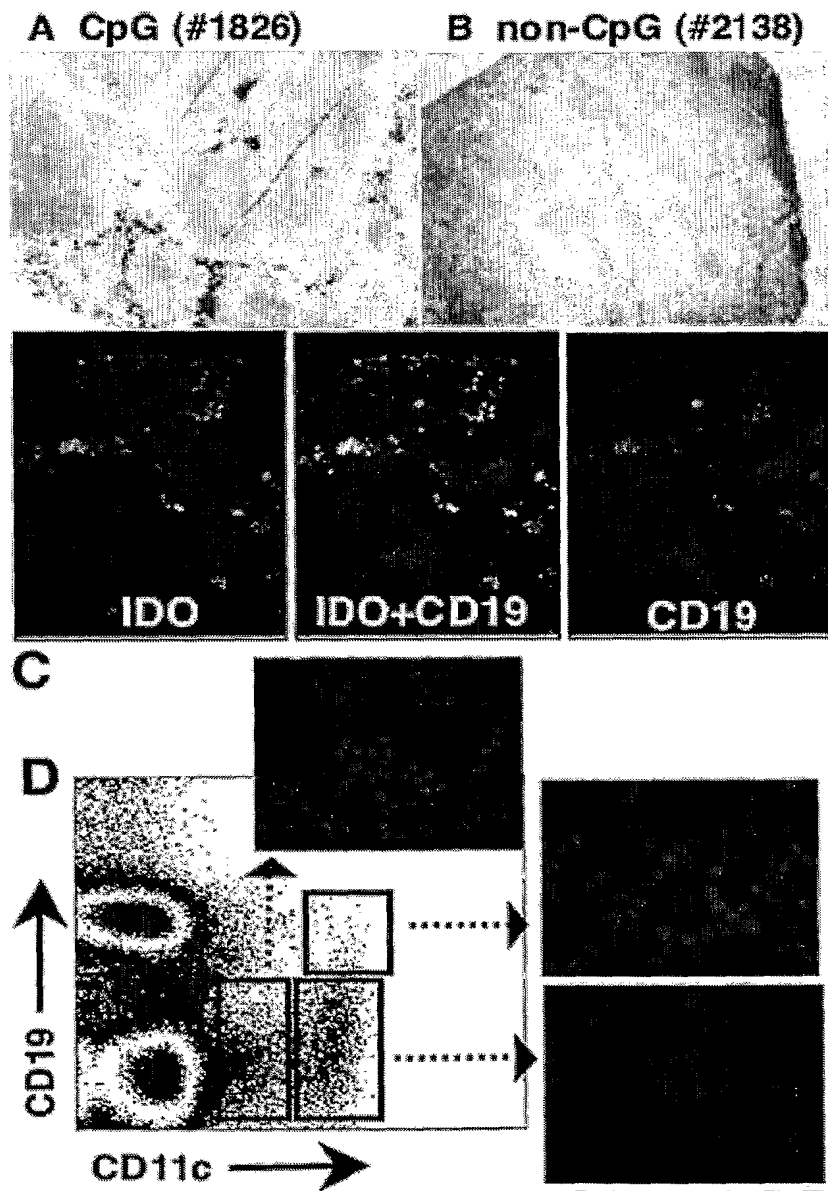 A CpG (#1826)
B non-CpG (#2138)
IDO
IDO+CD19
CD19
C
D
CD19
CD11c